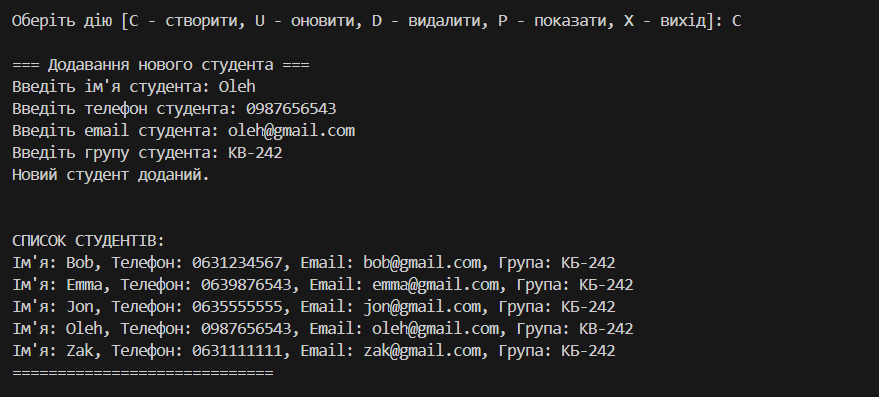 Оберіть дію [C - створити, U - оновити, D - видалити, P - показати, X - вихід]: C
=== Додавання нового студента ===
Введіть ім'я студента: Oleh
Введіть телефон студента: 0987656543
Введіть email студента: oleh@gmail.com
Введіть групу студента: КВ-242
Новий студент доданий.
СПИСОК СТУДЕНТІВ:
Ім'я: Bob, Телефон: 0631234567, Email: bob@gmail.com, Група: КБ-242
Ім'я: Emma, Телефон: 0639876543, Email: emma@gmail.com, Група: КБ-242
Ім'я: Jon, Телефон: 0635555555, Email: jon@gmail.com, Група: КБ-242
Ім'я: Oleh, Телефон: 0987656543, Email: oleh@gmail.com, Група: КВ-242
Ім'я: Zak, Телефон: 0631111111, Email: zak@gmail.com, Група: КБ-242
=============================